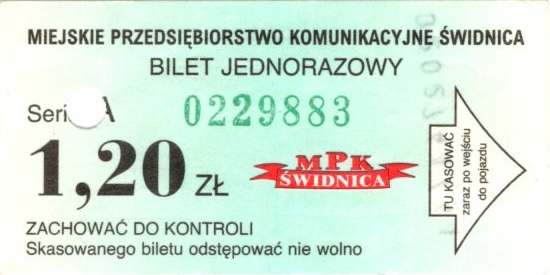 MIEJSKIE PRZEDSIĘBIORSTWO KOMUNIKACYJNE ŚWIDNICA
BILET JEDNORAZOWY
Seria A
0229883
1,20 ZŁ
MPK
ŚWIDNICA
TU KASOWAĆ
zaraz po wejściu
do pojazdu
ZACHOWAĆ DO KONTROLI
Skasowanego biletu odstępować nie wolno